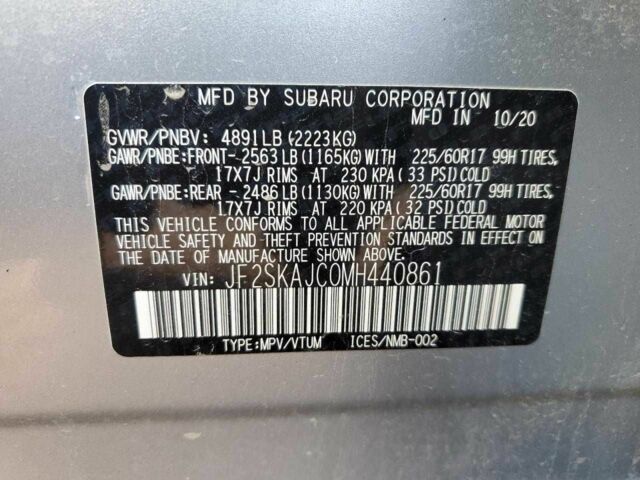 MFD BY SUBARU CORPORATION
MFD IN 10/20
GVWR/PNBV: 4891LB(2223KG)
GAWR/PNBE:FRONT-2563LB(1165KG)WITH 225/60R17 99H TIRES,
17X7J RIMS AT 230 KPA(33 PSI)COLD
GAWR/PNBE:REAR -2486LB(1130KG)WITH 225/60R17 99H TIRES,
17X7J RIMS AT 220 KPA(32 PSI)COLD
THIS VEHICLE CONFORMS TO ALL APPLICABLE FEDERAL MOTOR
VEHICLE SAFETY AND THEFT PREVENTION STANDARDS IN EFFECT ON
THE DATE OF MANUFACTURE SHOWN ABOVE.
VIN: JF2SKAJC0MH440861
TYPE:MPV/VTUM ICES/NMB-002